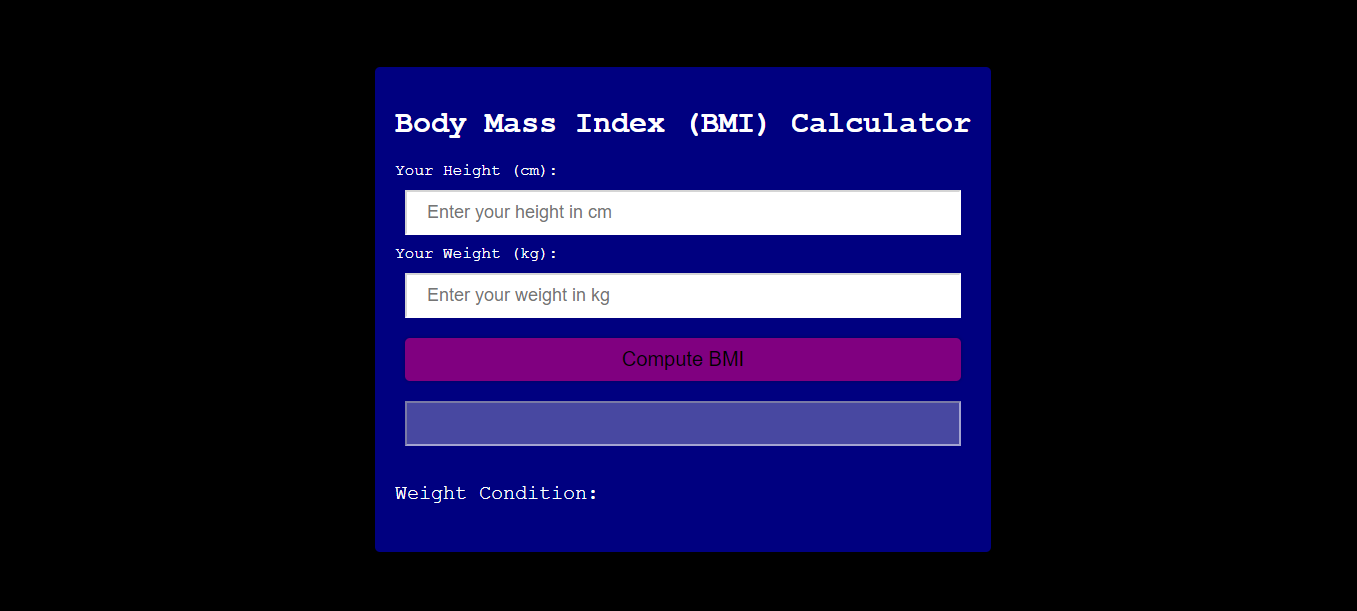 Body Mass Index (BMI) Calculator
Your Height (cm):
Enter your height in cm
Your Weight (kg):
Enter your weight in kg
Compute BMI
Weight Condition: